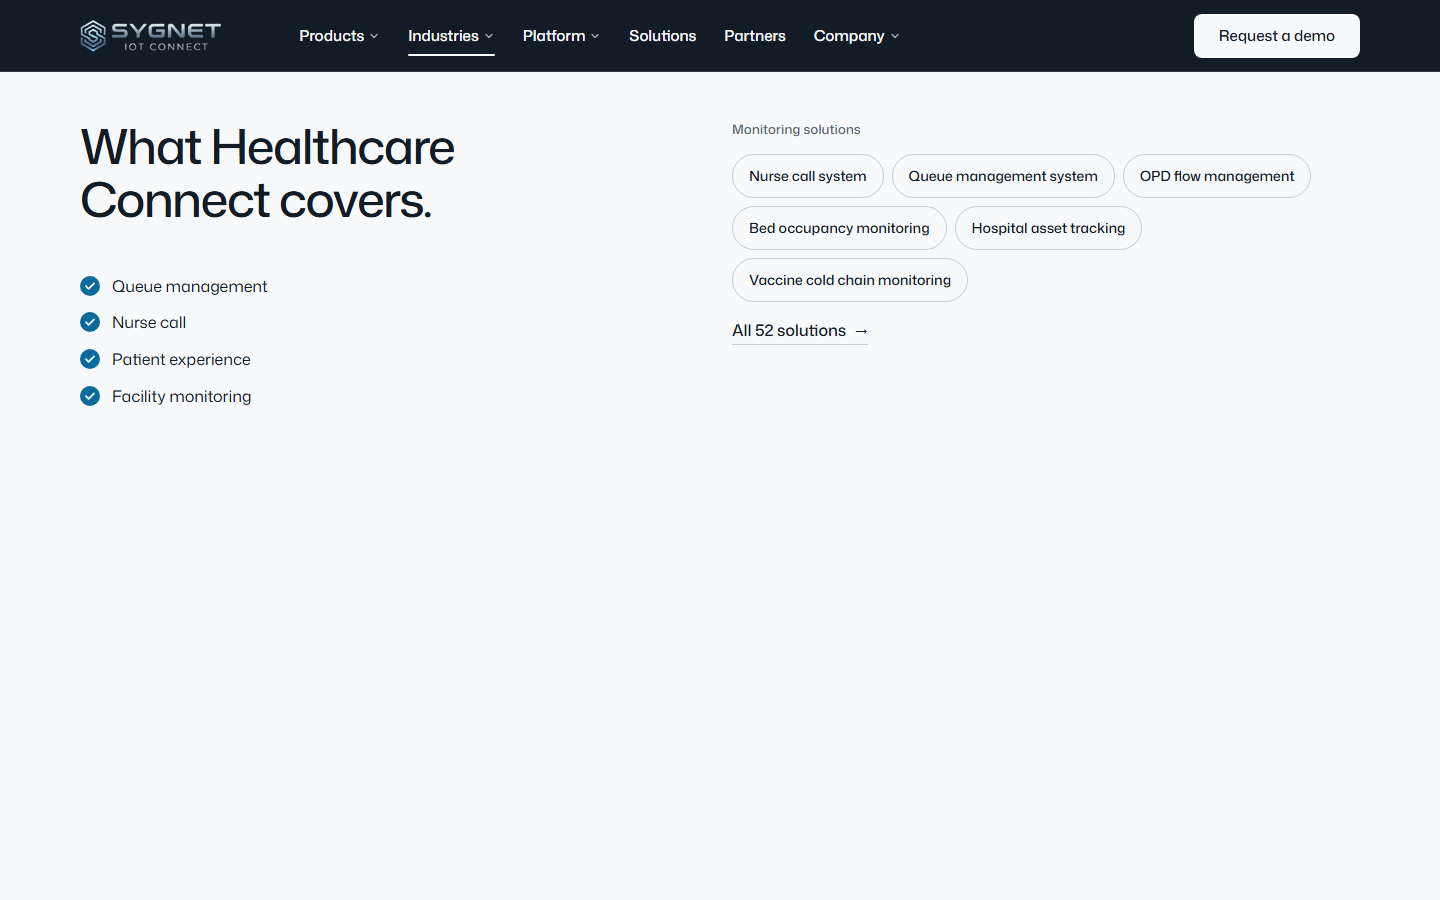 SYGNET
IOT CONNECT
Products
Industries
Platform
Solutions
Partners
Company
Request a demo
What Healthcare
Connect covers.
Queue management
Nurse call
Patient experience
Facility monitoring
Monitoring solutions
Nurse call system
Queue management system
OPD flow management
Bed occupancy monitoring
Hospital asset tracking
Vaccine cold chain monitoring
All 52 solutions →